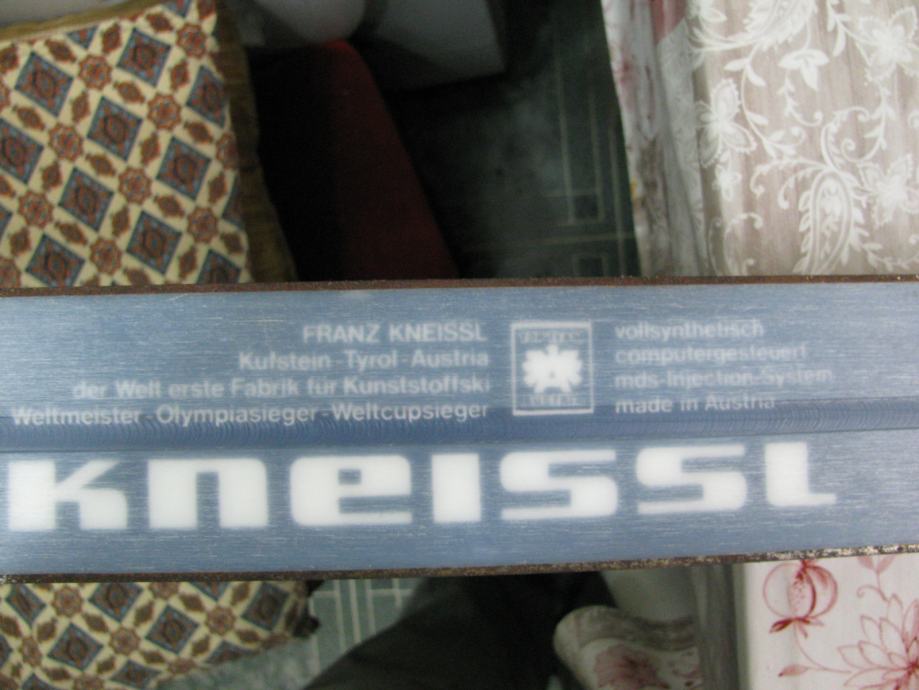 FRANZ KNEISSL
Kufstein - Tyrol - Austria
der Welt erste Fabrik für Kunststoffski
Weltmeister - Olympiasieger - Weltcupsieger
vollsynthetisch
computergesteuert
mds-Injection-System
made in Austria
kneissl